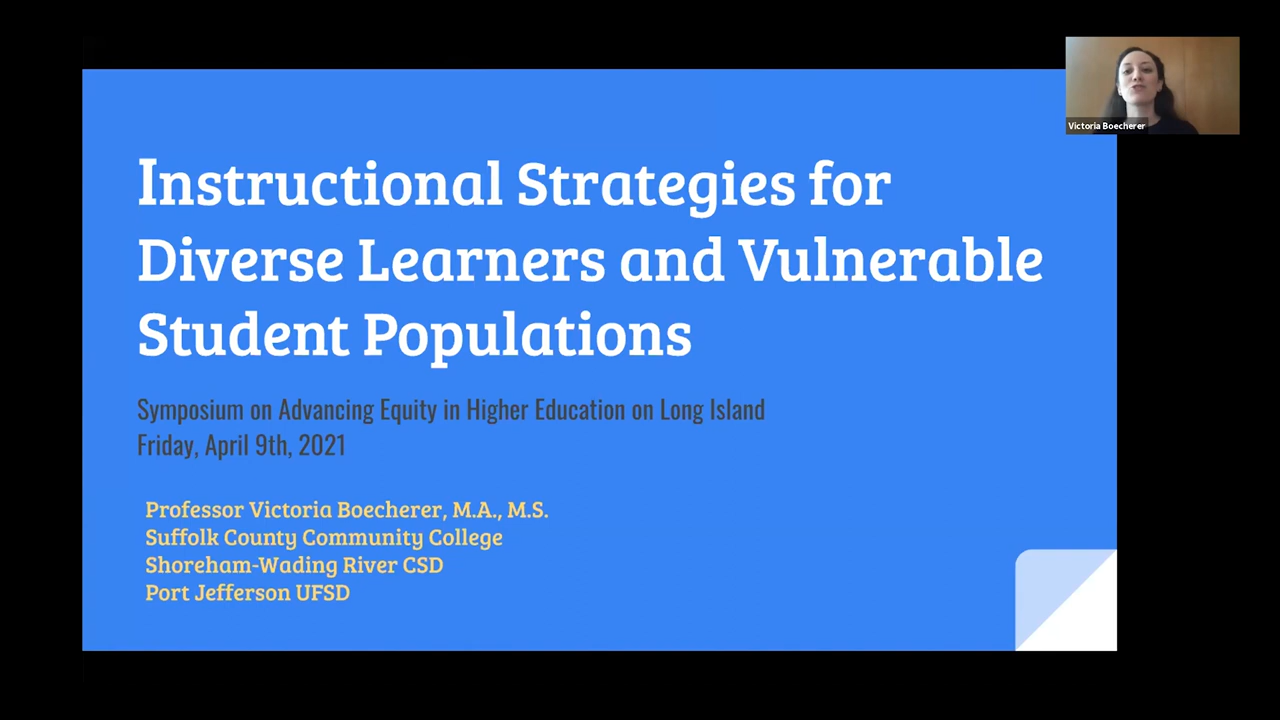 Victoria Boecherer
Instructional Strategies for
Diverse Learners and Vulnerable
Student Populations
Symposium on Advancing Equity in Higher Education on Long Island
Friday, April 9th, 2021
Professor Victoria Boecherer, M.A., M.S.
Suffolk County Community College
Shoreham-Wading River CSD
Port Jefferson UFSD